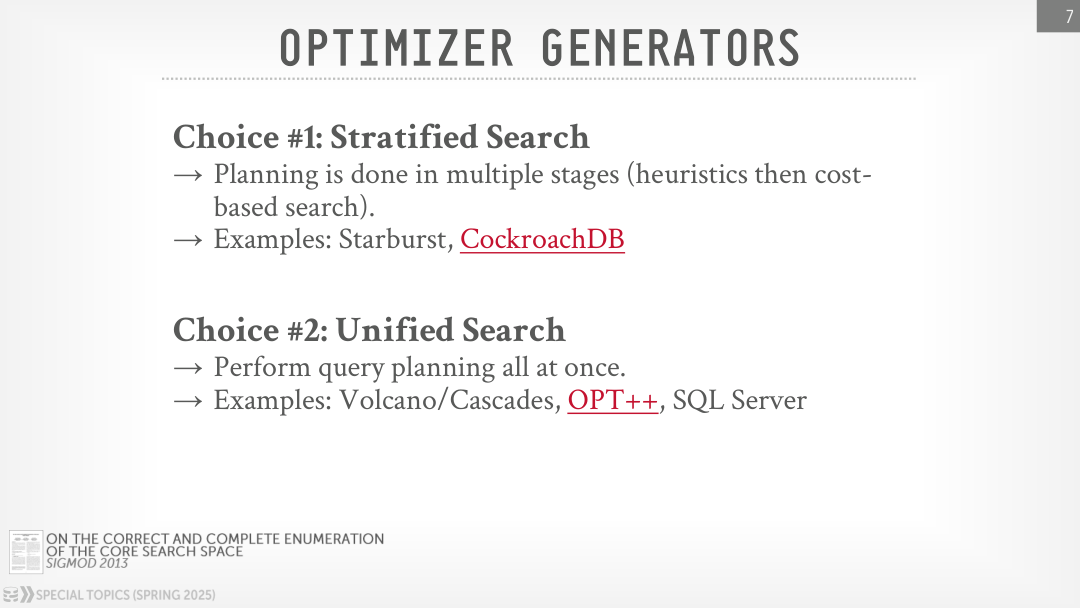 7
OPTIMIZER GENERATORS
Choice #1: Stratified Search
→ Planning is done in multiple stages (heuristics then cost-
based search).
→ Examples: Starburst, CockroachDB
Choice #2: Unified Search
→ Perform query planning all at once.
→ Examples: Volcano/Cascades, OPT++, SQL Server
ON THE CORRECT AND COMPLETE ENUMERATION
OF THE CORE SEARCH SPACE
SIGMOD 2013
SPECIAL TOPICS (SPRING 2025)